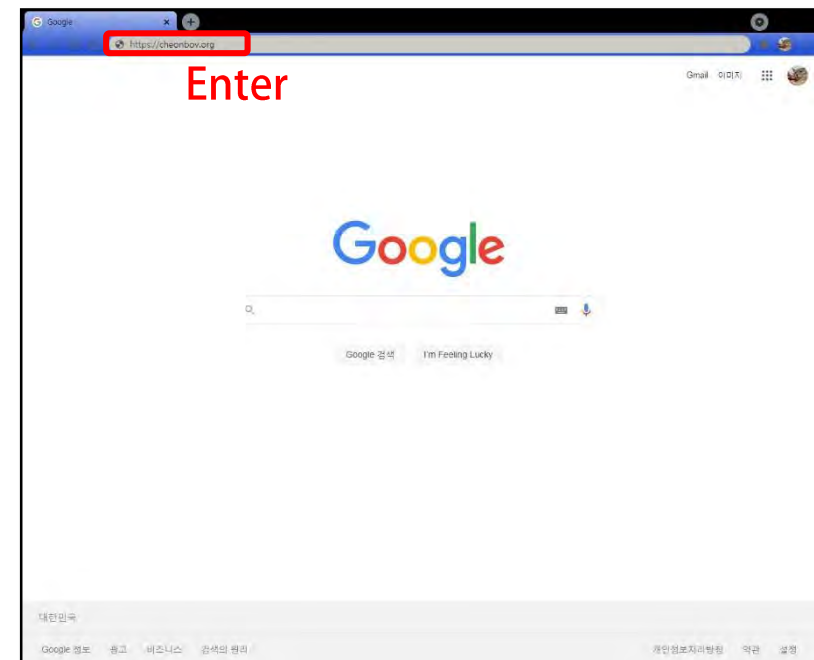 Google
https://cheonbov.org
Enter
Gmail 이미지
Google
Google 검색 I'm Feeling Lucky
대한민국
Google 정보 광고 비즈니스 검색의 원리
개인정보처리방침 약관 설정